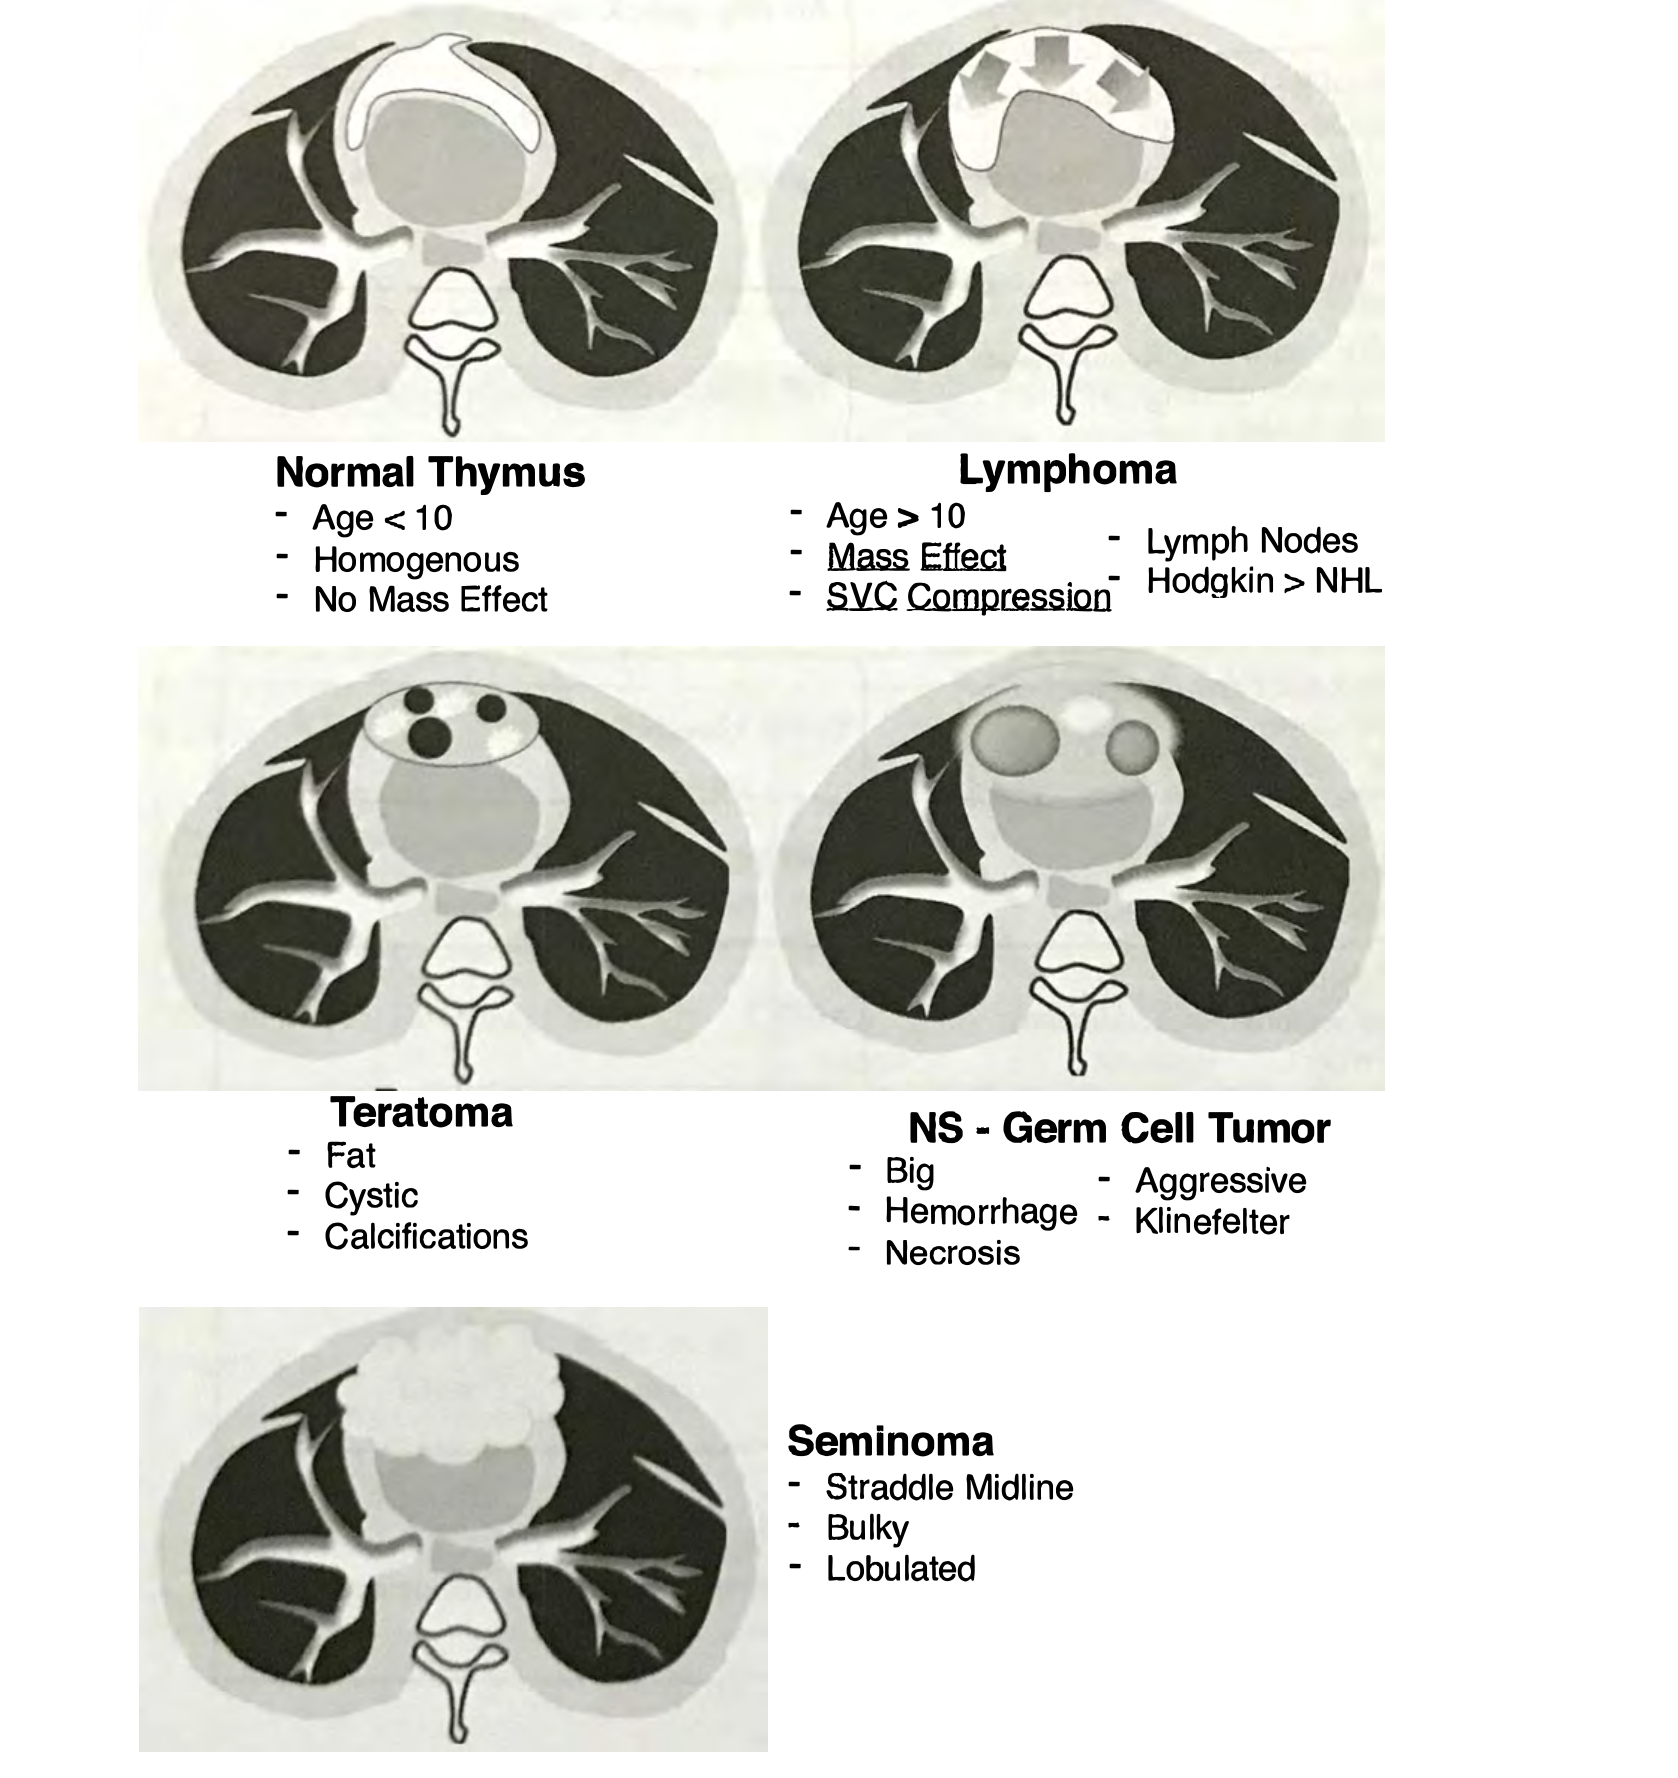 Normal Thymus
- Age < 10
- Homogenous
- No Mass Effect
Lymphoma
- Age > 10
- Mass Effect
- SVC Compression
- Lymph Nodes
- Hodgkin > NHL
Teratoma
- Fat
- Cystic
- Calcifications
NS - Germ Cell Tumor
- Big
- Hemorrhage
- Necrosis
- Aggressive
- Klinefelter
Seminoma
- Straddle Midline
- Bulky
- Lobulated